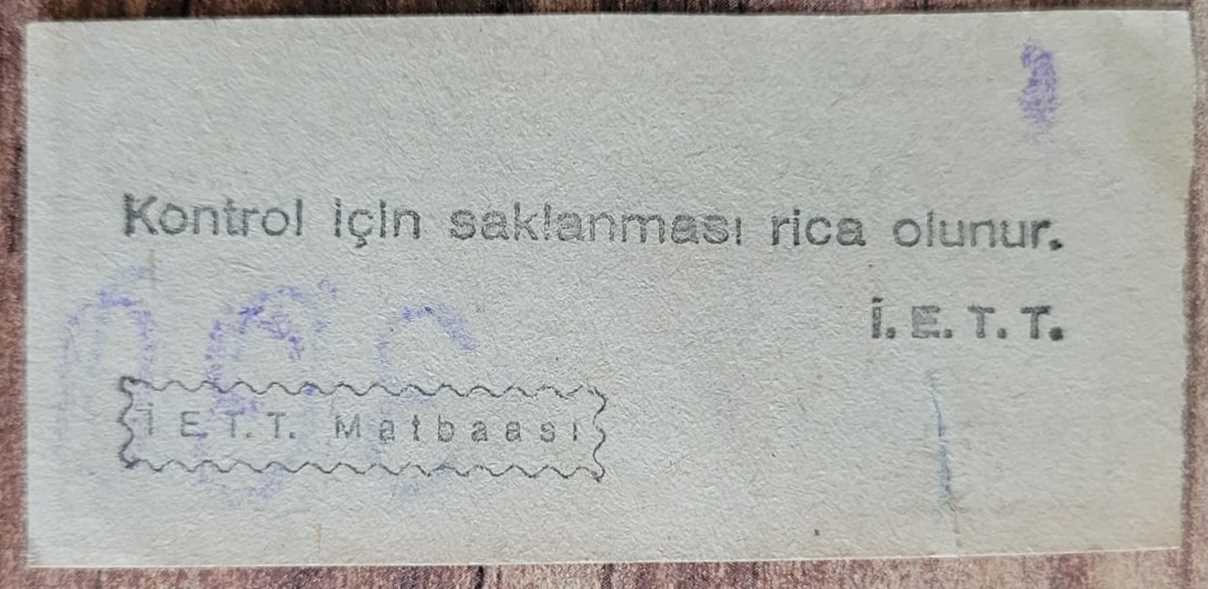 Kontrol için saklanması rica olunur.
İ. E. T. T.
İ E. T. T. Matbaası